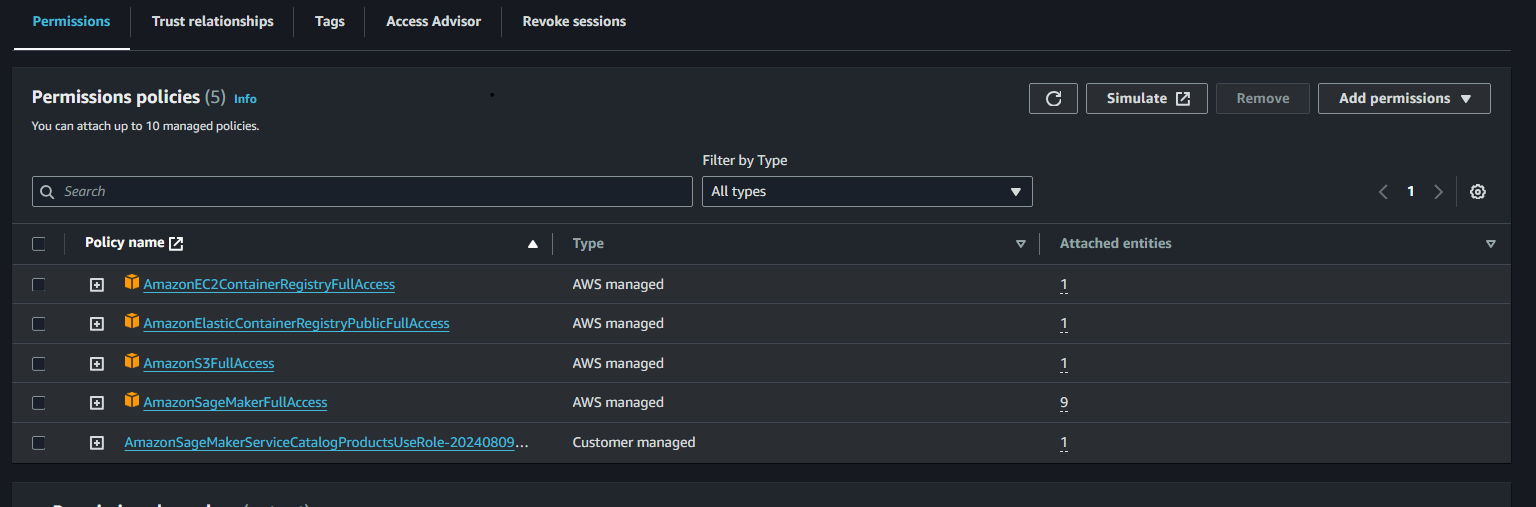 Permissions Trust relationships Tags Access Advisor Revoke sessions
Permissions policies (5) Info
Simulate Remove Add permissions
You can attach up to 10 managed policies.
Filter by Type
Search All types 1
Policy name Type Attached entities
AmazonEC2ContainerRegistryFullAccess AWS managed 1
AmazonElasticContainerRegistryPublicFullAccess AWS managed 1
AmazonS3FullAccess AWS managed 1
AmazonSageMakerFullAccess AWS managed 9
AmazonSageMakerServiceCatalogProductsUseRole-20240809... Customer managed 1